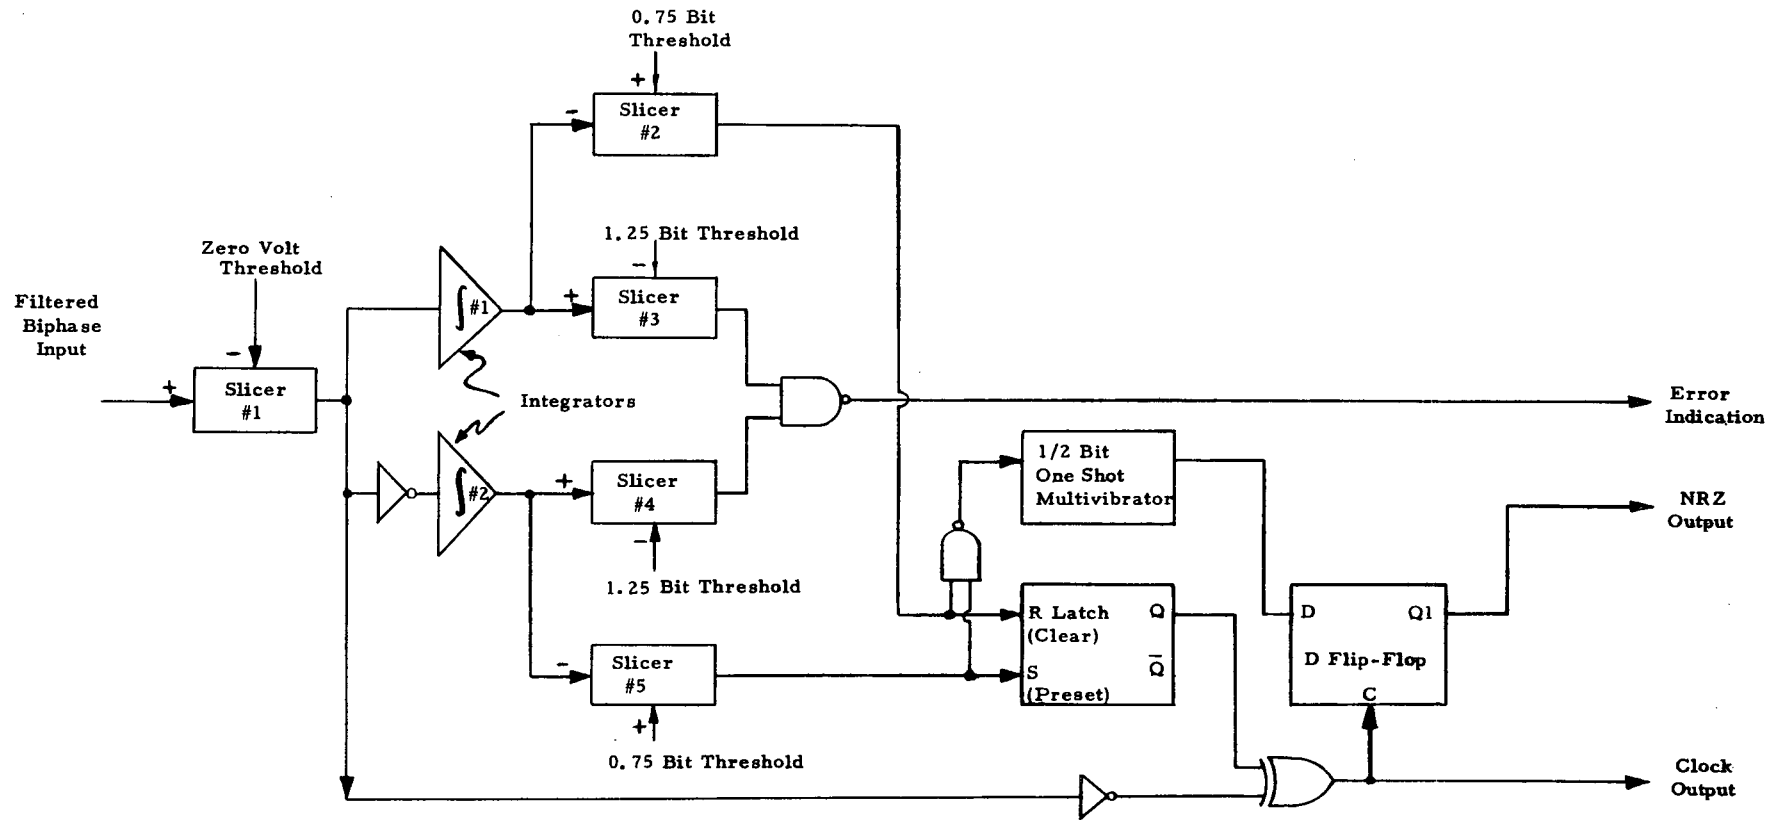 0.75 Bit
Threshold
+
-
Slicer
#2
Zero Volt
Threshold
Filtered
Biphase
Input
-
+
Slicer
#1
∫ #1
1.25 Bit Threshold
-
+
Slicer
#3
Integrators
∫ #2
+
Slicer
#4
-
1.25 Bit Threshold
-
Slicer
#5
+
0.75 Bit Threshold
Error
Indication
1/2 Bit
One Shot
Multivibrator
NRZ
Output
R Latch
(Clear)
Q
S
(Preset)
Q̅
D
Q1
D Flip-Flop
C
Clock
Output